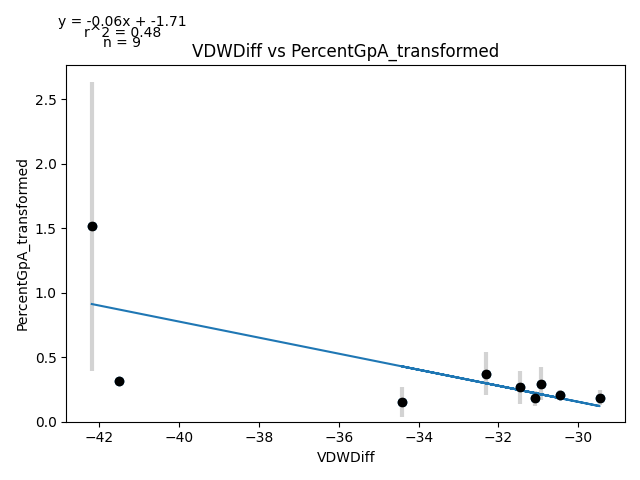 y = -0.06x + -1.71
r^2 = 0.48
n = 9
VDWDiff vs PercentGpA_transformed
PercentGpA_transformed
2.5
2.0
1.5
1.0
0.5
0.0
−42 −40 −38 −36 −34 −32 −30
VDWDiff